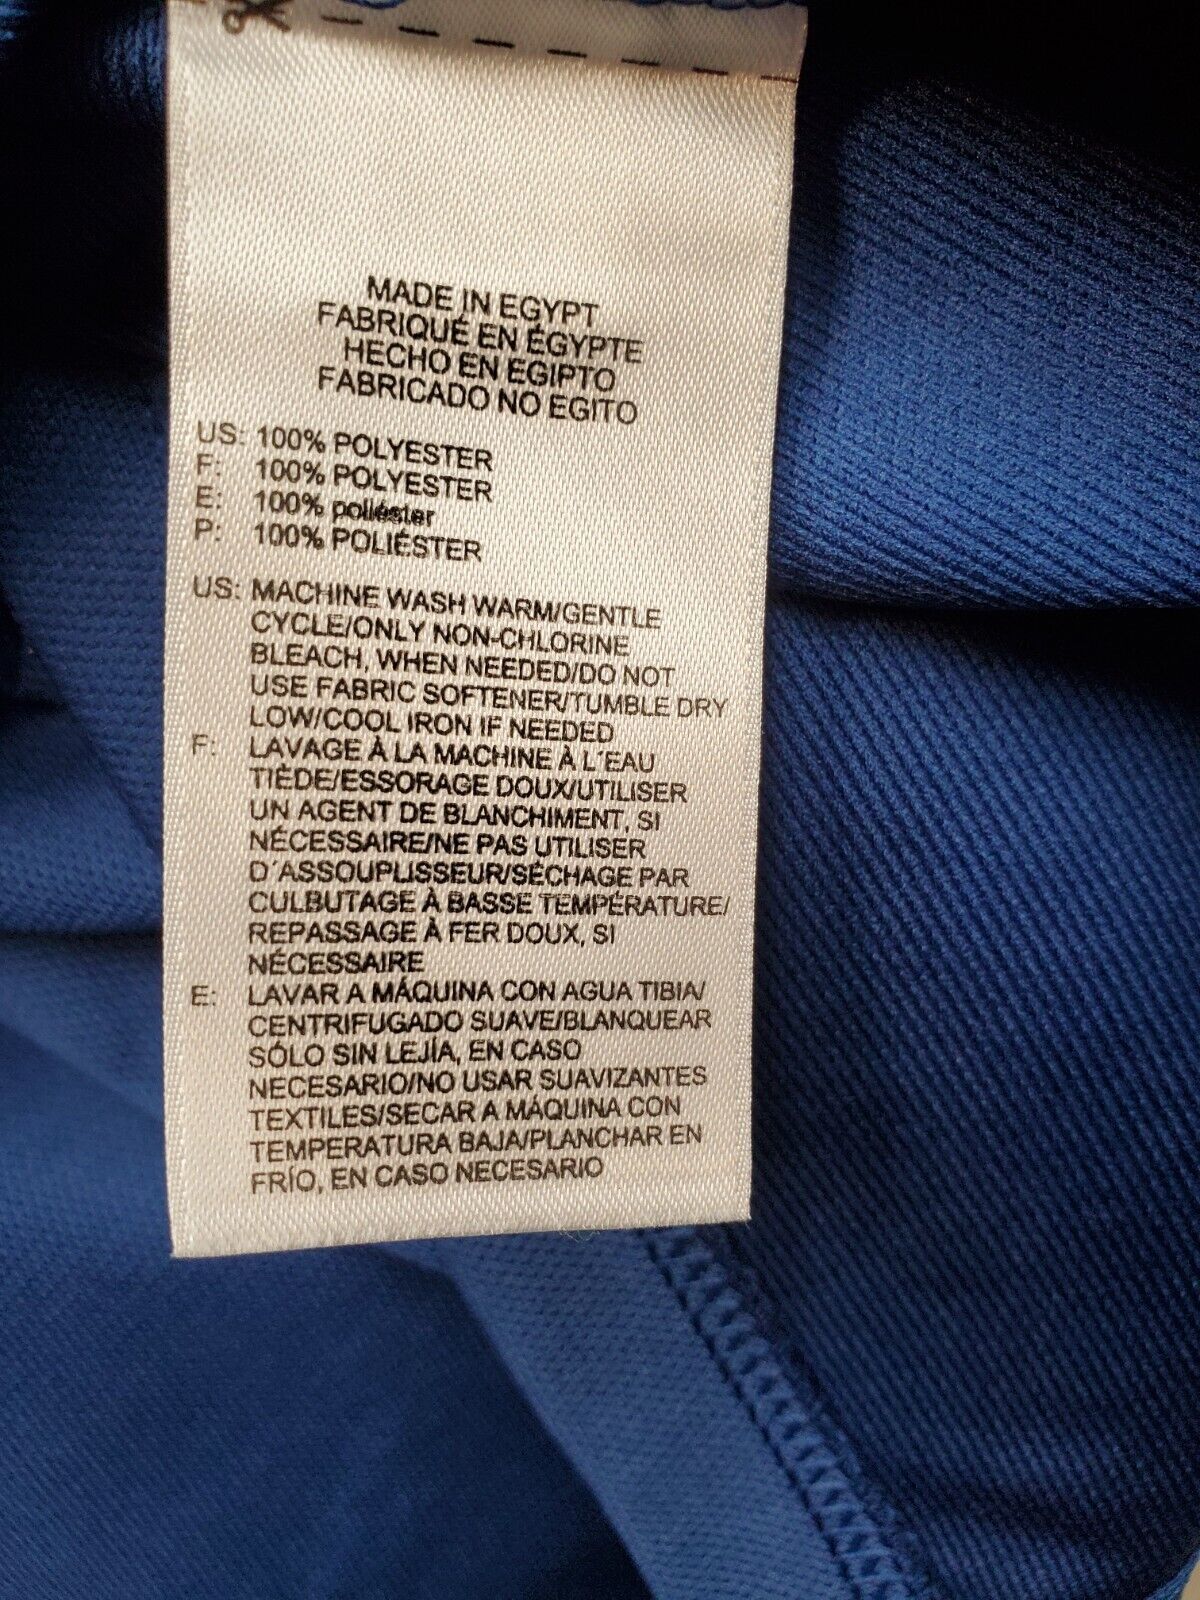 MADE IN EGYPT
FABRIQUÉ EN ÉGYPTE
HECHO EN EGIPTO
FABRICADO NO EGITO
US: 100% POLYESTER
F: 100% POLYESTER
E: 100% poliéster
P: 100% POLIÉSTER
US: MACHINE WASH WARM/GENTLE
CYCLE/ONLY NON-CHLORINE
BLEACH, WHEN NEEDED/DO NOT
USE FABRIC SOFTENER/TUMBLE DRY
LOW/COOL IRON IF NEEDED
F: LAVAGE À LA MACHINE À L´EAU
TIÈDE/ESSORAGE DOUX/UTILISER
UN AGENT DE BLANCHIMENT, SI
NÉCESSAIRE/NE PAS UTILISER
D´ASSOUPLISSEUR/SÉCHAGE PAR
CULBUTAGE À BASSE TEMPÉRATURE/
REPASSAGE À FER DOUX, SI
NÉCESSAIRE
E: LAVAR A MÁQUINA CON AGUA TIBIA/
CENTRIFUGADO SUAVE/BLANQUEAR
SÓLO SIN LEJÍA, EN CASO
NECESARIO/NO USAR SUAVIZANTES
TEXTILES/SECAR A MÁQUINA CON
TEMPERATURA BAJA/PLANCHAR EN
FRÍO, EN CASO NECESARIO